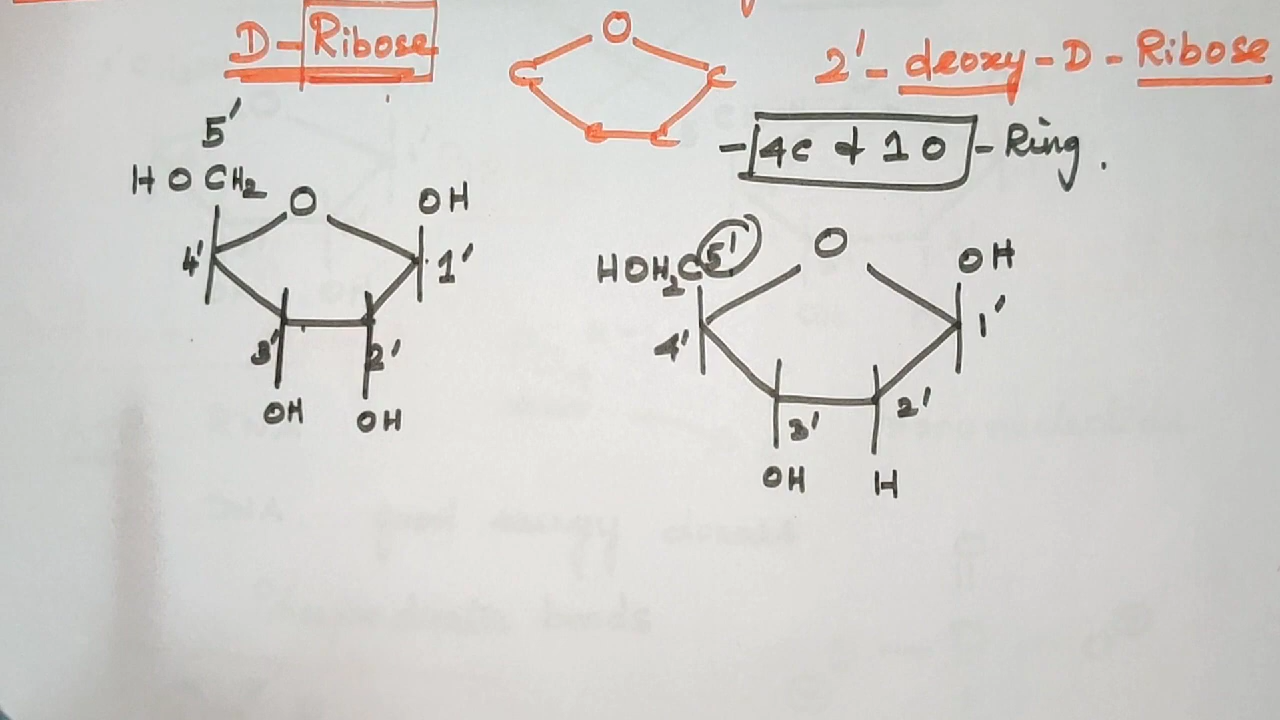 D-Ribose
O
C C
C C
2'-deoxy-D-Ribose
-4C & 1O-Ring.
5'
HOCH₂ O OH
4' 1'
3' 2'
OH OH
HOH₂C5' O OH
4' 1'
3' 2'
OH H